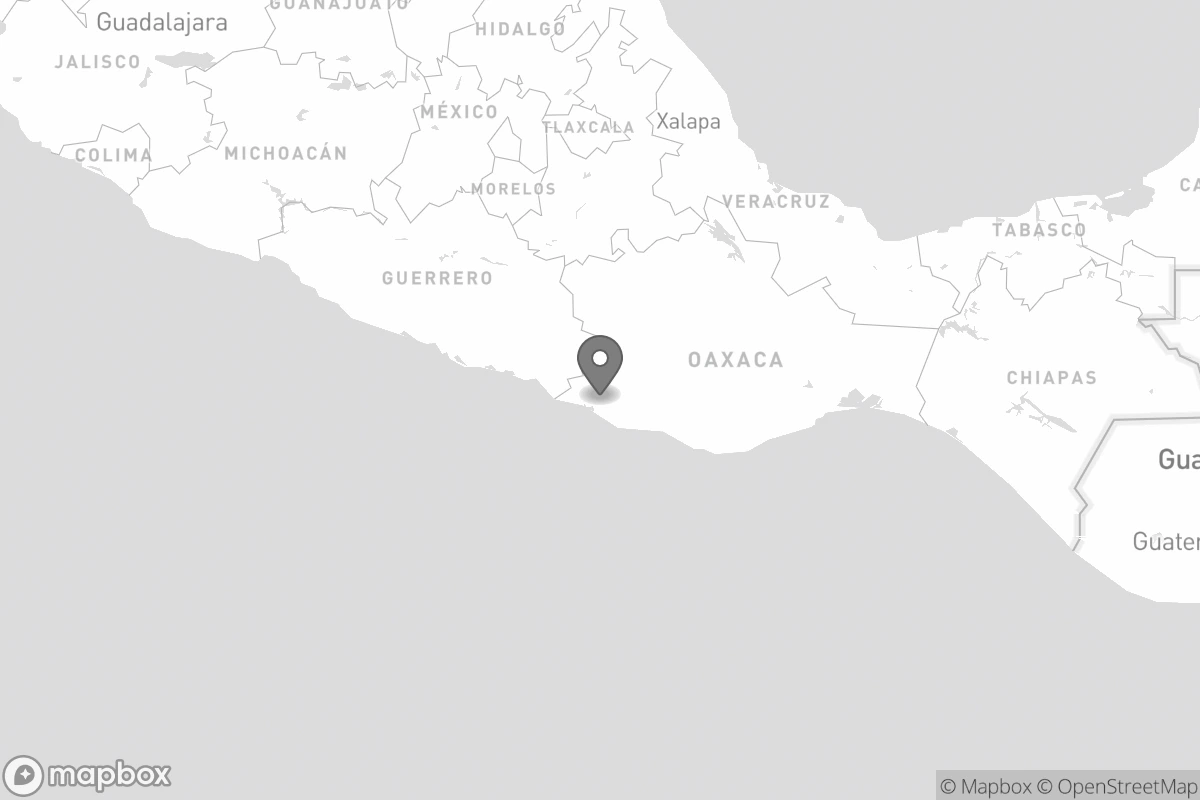 GUANAJUATO
Guadalajara
HIDALGO
JALISCO
MÉXICO
Xalapa
TLAXCALA
COLIMA
MICHOACÁN
CA
MORELOS
VERACRUZ
TABASCO
GUERRERO
OAXACA
CHIAPAS
Gua
Guater
mapbox
© Mapbox © OpenStreetMap